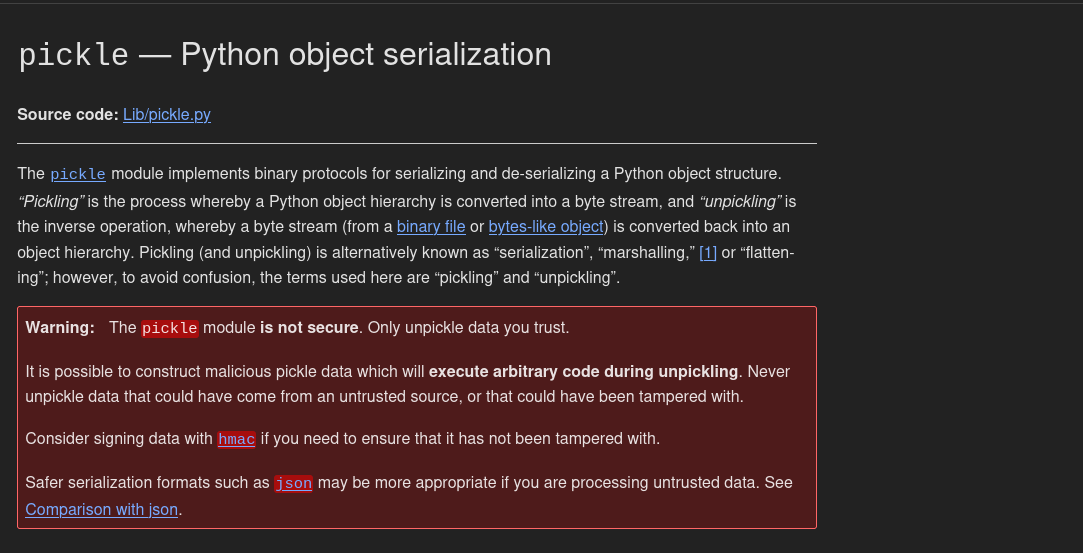 pickle — Python object serialization
Source code: Lib/pickle.py
The pickle module implements binary protocols for serializing and de-serializing a Python object structure.
“Pickling” is the process whereby a Python object hierarchy is converted into a byte stream, and “unpickling” is
the inverse operation, whereby a byte stream (from a binary file or bytes-like object) is converted back into an
object hierarchy. Pickling (and unpickling) is alternatively known as “serialization”, “marshalling,” [1] or “flatten-
ing”; however, to avoid confusion, the terms used here are “pickling” and “unpickling”.
Warning: The pickle module is not secure. Only unpickle data you trust.
It is possible to construct malicious pickle data which will execute arbitrary code during unpickling. Never
unpickle data that could have come from an untrusted source, or that could have been tampered with.
Consider signing data with hmac if you need to ensure that it has not been tampered with.
Safer serialization formats such as json may be more appropriate if you are processing untrusted data. See
Comparison with json.